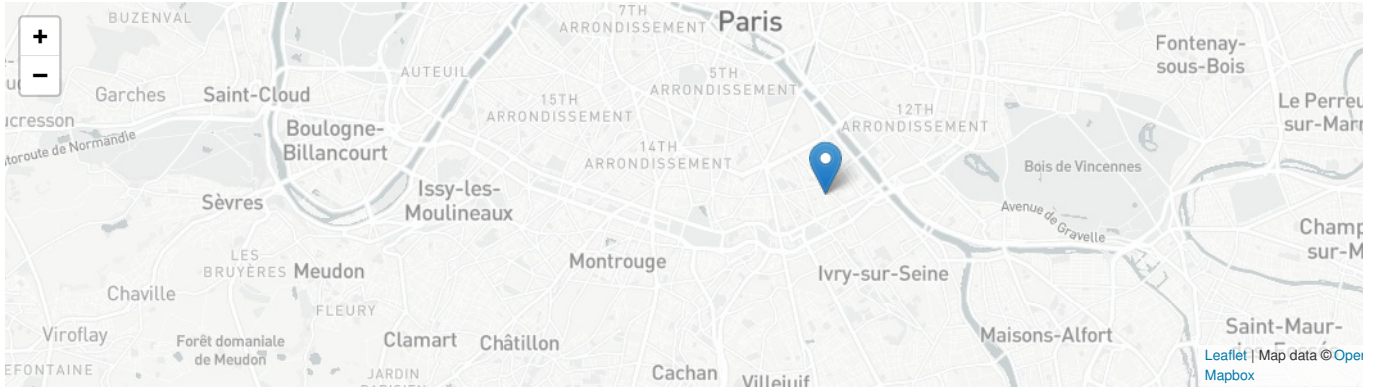 BUZENVAL
7TH
ARRONDISSEMENT
Paris
+
−
Fontenay-
sous-Bois
AUTEUIL
5TH
ARRONDISSEMENT
Garches
Saint-Cloud
15TH
ARRONDISSEMENT
12TH
ARRONDISSEMENT
Le Perreu
sur-Marn
ucresson
Boulogne-
Billancourt
toroute de Normandie
14TH
ARRONDISSEMENT
Bois de Vincennes
Sèvres
Issy-les-
Moulineaux
Avenue de Gravelle
Champ
sur-M
LES
BRUYÈRES
Meudon
Montrouge
Ivry-sur-Seine
Chaville
FLEURY
Viroflay
Forêt domaniale
de Meudon
Clamart
Châtillon
Maisons-Alfort
Saint-Maur-
EFONTAINE
JARDIN
Cachan
Villejuif
Leaflet | Map data © Open
Mapbox